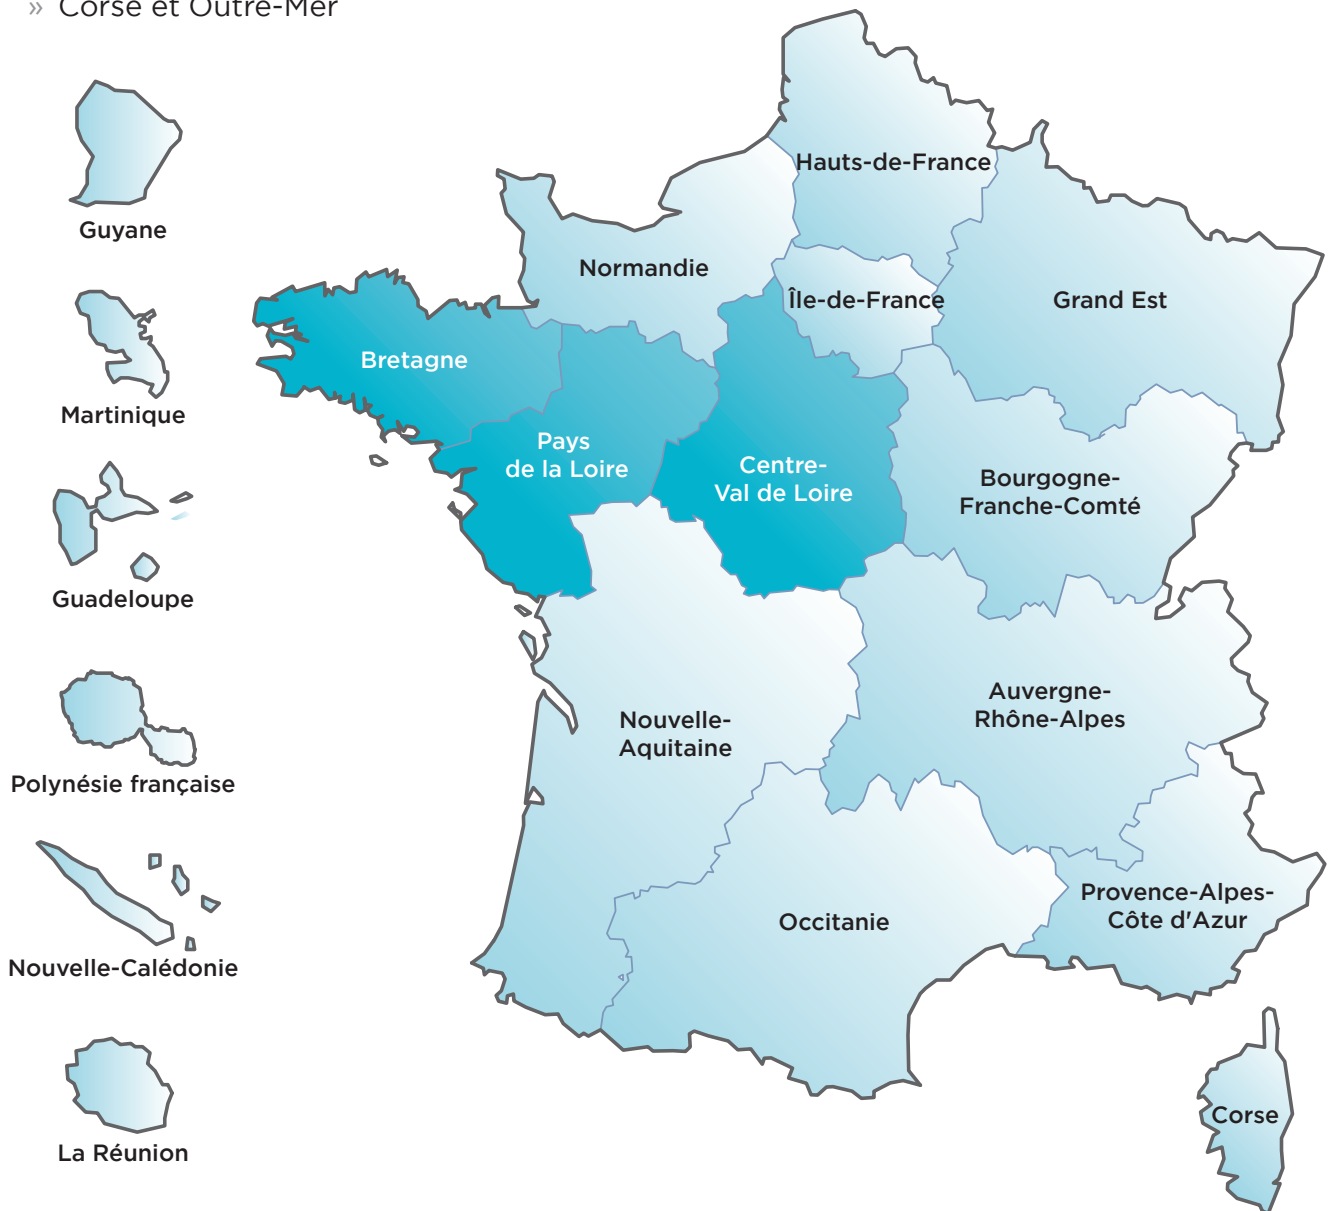 » Corse et Outre-Mer
Guyane
Martinique
Guadeloupe
Polynésie française
Nouvelle-Calédonie
La Réunion
Hauts-de-France
Normandie
Île-de-France
Grand Est
Bretagne
Pays
de la Loire
Centre-
Val de Loire
Bourgogne-
Franche-Comté
Nouvelle-
Aquitaine
Auvergne-
Rhône-Alpes
Occitanie
Provence-Alpes-
Côte d'Azur
Corse